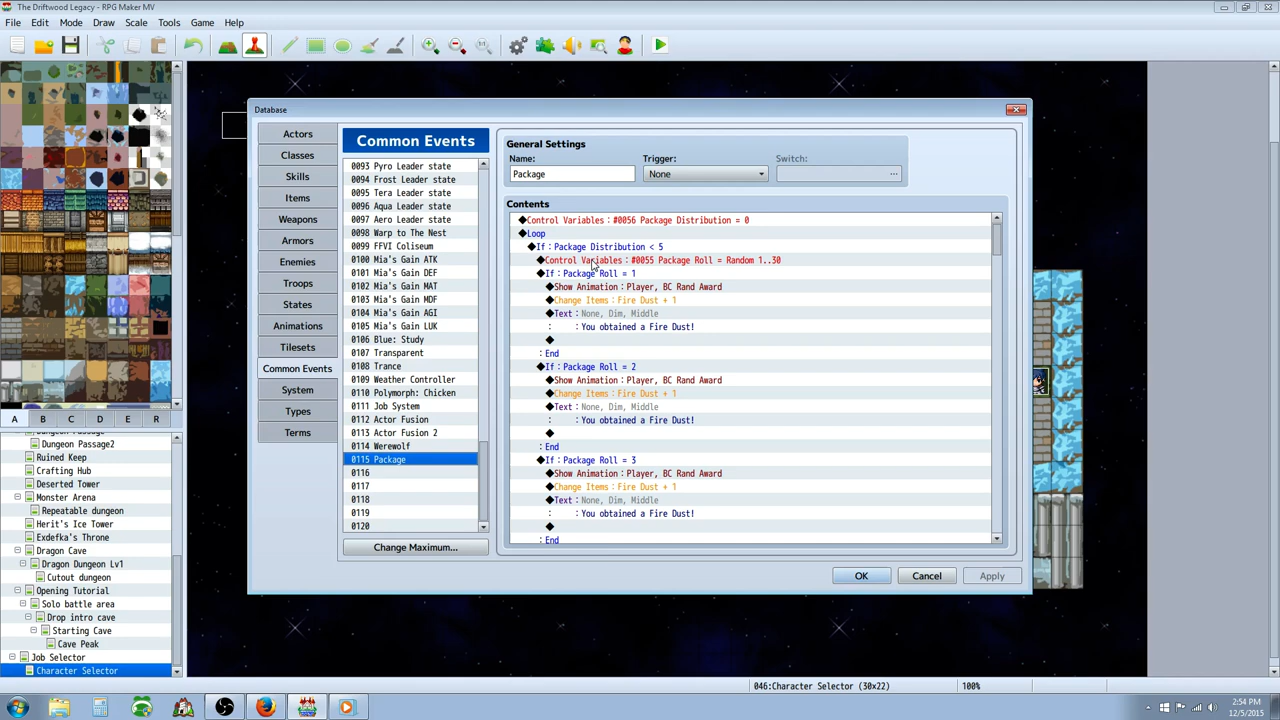 The Driftwood Legacy - RPG Maker MV
File Edit Mode Draw Scale Tools Game Help
Database
Actors
Classes
Skills
Items
Weapons
Armors
Enemies
Troops
States
Animations
Tilesets
Common Events
System
Types
Terms
Common Events
0093 Pyro Leader state
0094 Frost Leader state
0095 Tera Leader state
0096 Aqua Leader state
0097 Aero Leader state
0098 Warp to The Nest
0099 FFVI Coliseum
0100 Mia's Gain ATK
0101 Mia's Gain DEF
0102 Mia's Gain MAT
0103 Mia's Gain MDF
0104 Mia's Gain AGI
0105 Mia's Gain LUK
0106 Blue: Study
0107 Transparent
0108 Trance
0109 Weather Controller
0110 Polymorph: Chicken
0111 Job System
0112 Actor Fusion
0113 Actor Fusion 2
0114 Werewolf
0115 Package
0116
0117
0118
0119
0120
Change Maximum...
General Settings
Name:
Package
Trigger:
None
Switch:
...
Contents
◆Control Variables : #0056 Package Distribution = 0
◆Loop
◆If : Package Distribution < 5
◆Control Variables : #0055 Package Roll = Random 1..30
◆If : Package Roll = 1
◆Show Animation : Player, BC Rand Award
◆Change Items : Fire Dust + 1
◆Text : None, Dim, Middle
: : You obtained a Fire Dust!
◆
: End
◆If : Package Roll = 2
◆Show Animation : Player, BC Rand Award
◆Change Items : Fire Dust + 1
◆Text : None, Dim, Middle
: : You obtained a Fire Dust!
◆
: End
◆If : Package Roll = 3
◆Show Animation : Player, BC Rand Award
◆Change Items : Fire Dust + 1
◆Text : None, Dim, Middle
: : You obtained a Fire Dust!
◆
: End
OK
Cancel
Apply
A B C D E R
Dungeon Passage2
Ruined Keep
Crafting Hub
Deserted Tower
Monster Arena
Repeatable dungeon
Herit's Ice Tower
Exdefka's Throne
Dragon Cave
Dragon Dungeon Lv1
Cutout dungeon
Opening Tutorial
Solo battle area
Drop intro cave
Starting Cave
Cave Peak
Job Selector
Character Selector
046:Character Selector (30x22)
100%
2:54 PM
12/5/2015